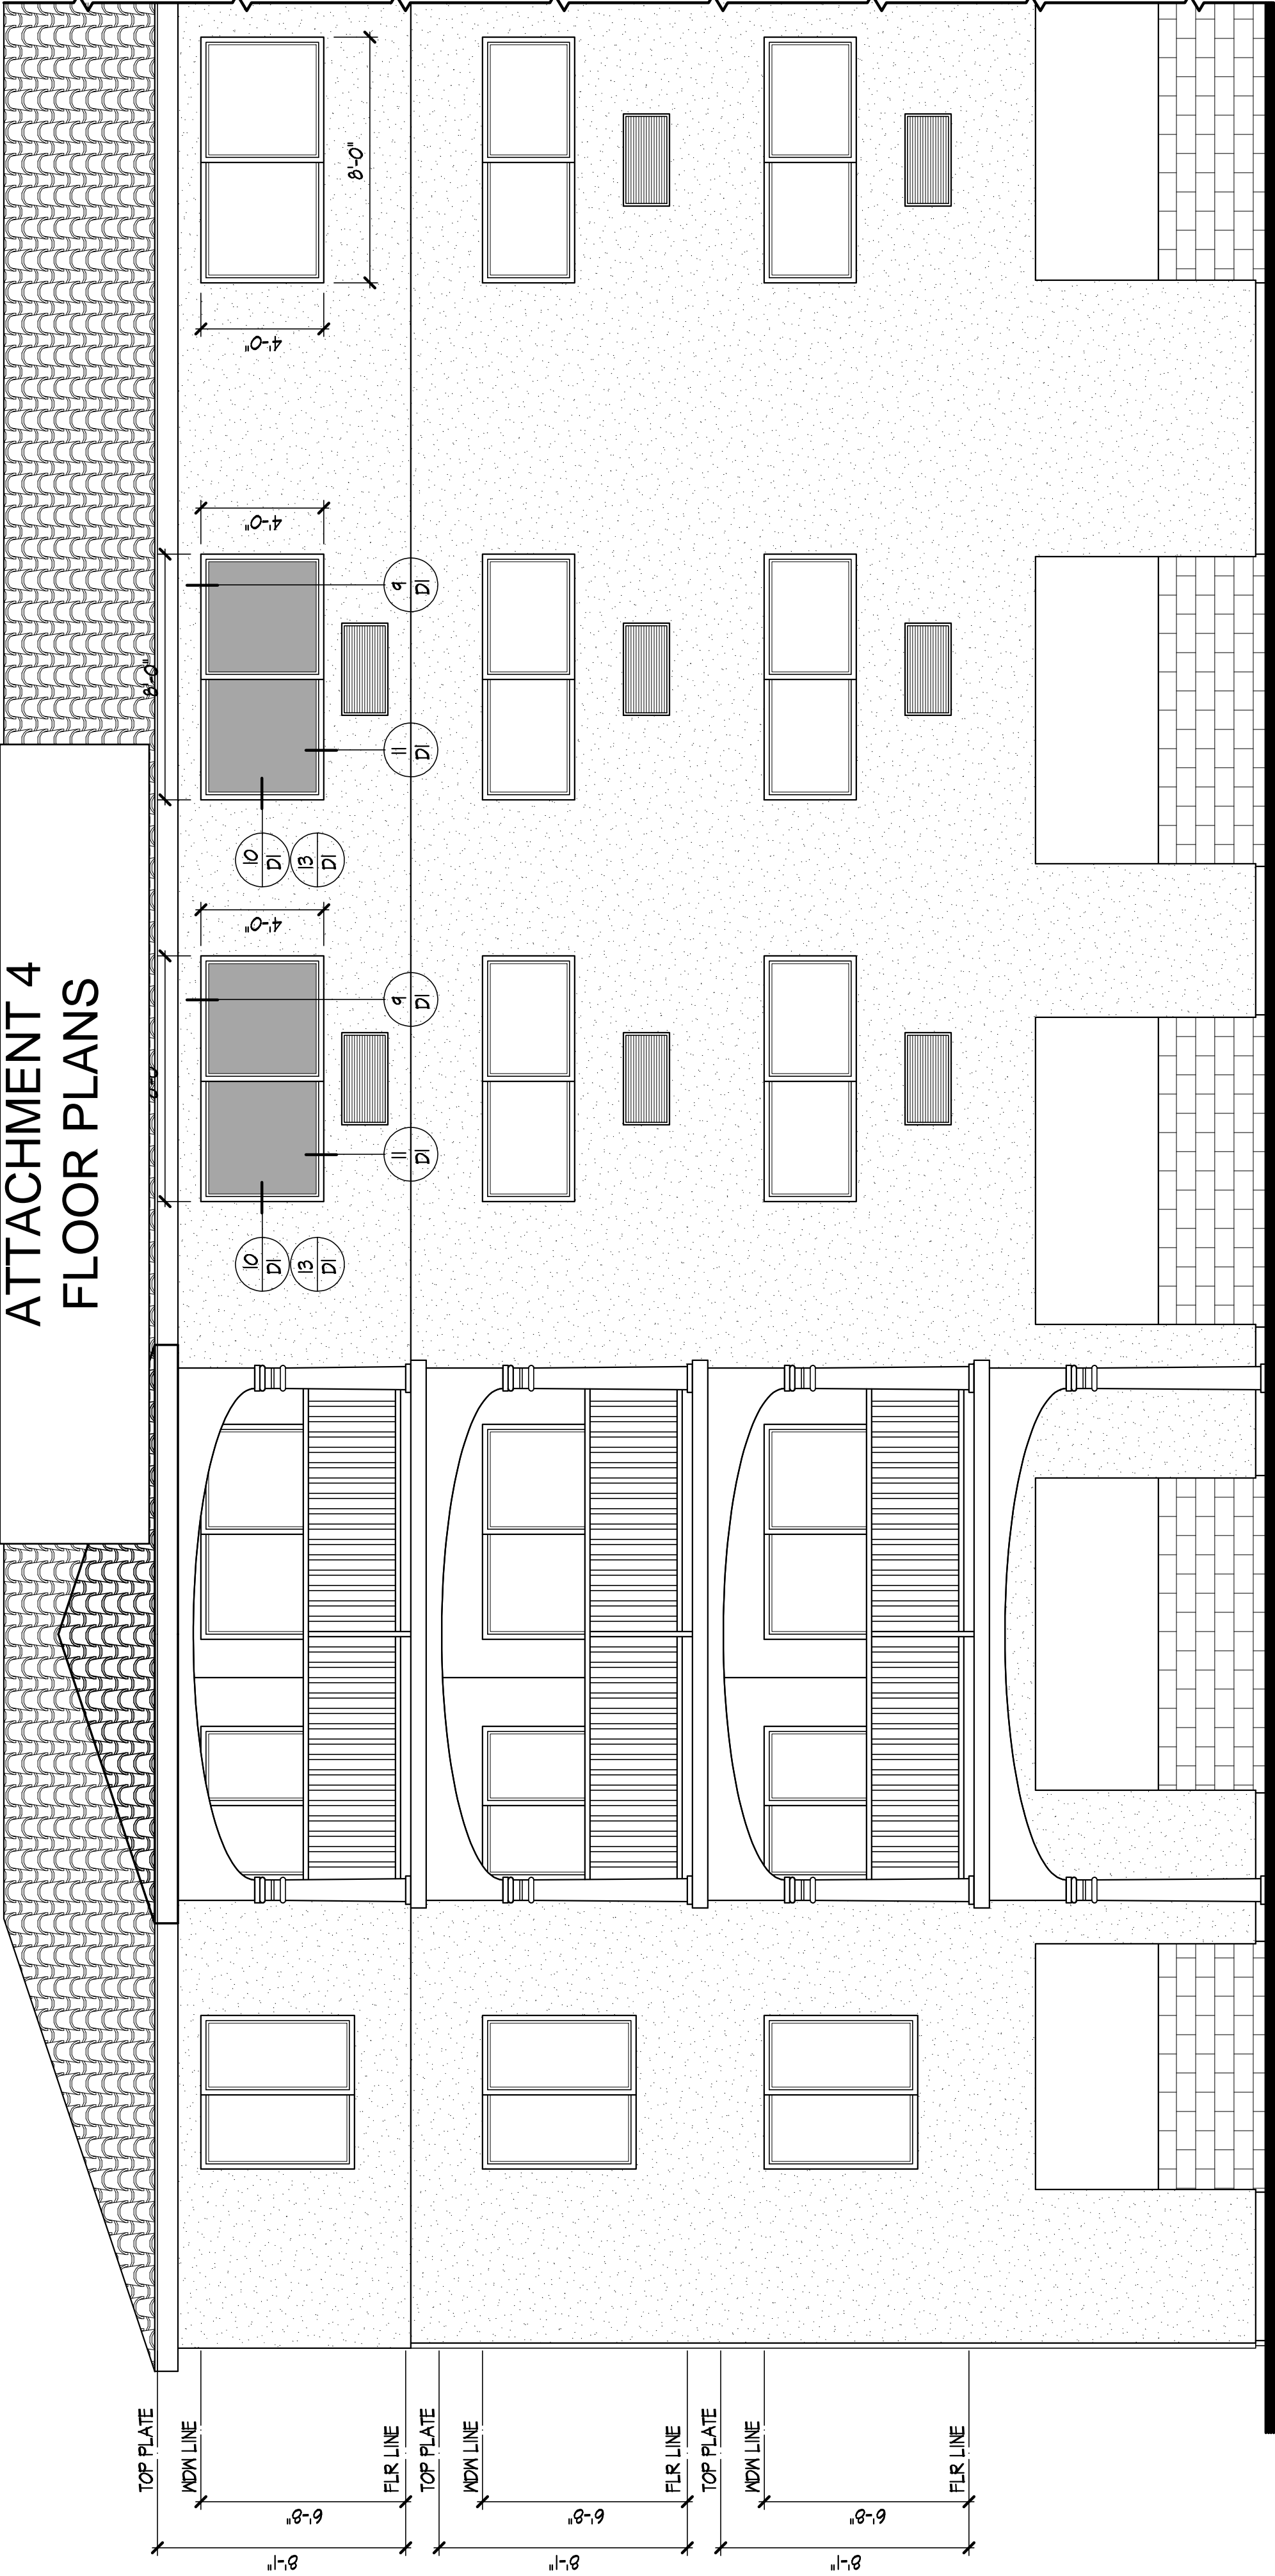 ATTACHMENT 4
FLOOR PLANS
8'-0"
4'-0"
8'-0"
4'-0"
9
D1
11
D1
10
D1
13
D1
4'-0"
9
D1
11
D1
10
D1
13
D1
TOP PLATE
WDW LINE
FLR LINE
6'-8"
8'-1"
TOP PLATE
WDW LINE
FLR LINE
6'-8"
8'-1"
TOP PLATE
WDW LINE
FLR LINE
6'-8"
8'-1"